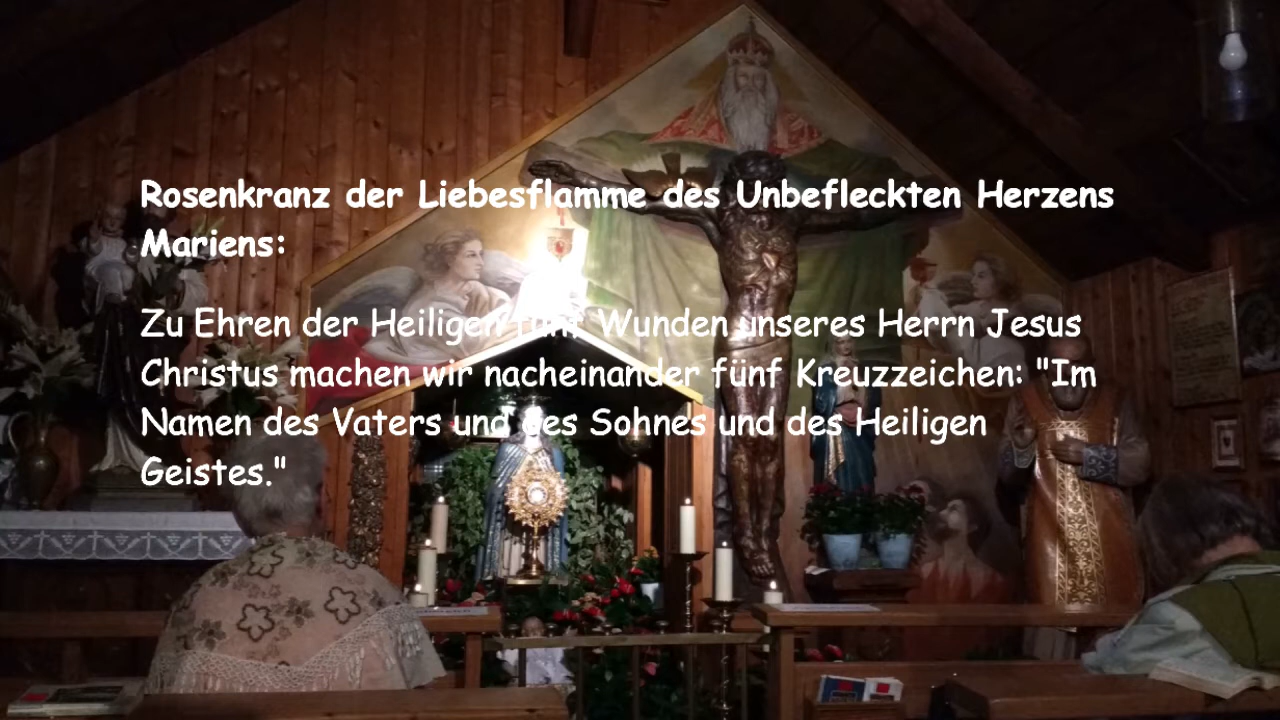 Rosenkranz der Liebesflamme des Unbefleckten Herzens
Mariens:
Zu Ehren der Heiligen fünf Wunden unseres Herrn Jesus
Christus machen wir nacheinander fünf Kreuzzeichen: "Im
Namen des Vaters und des Sohnes und des Heiligen
Geistes."